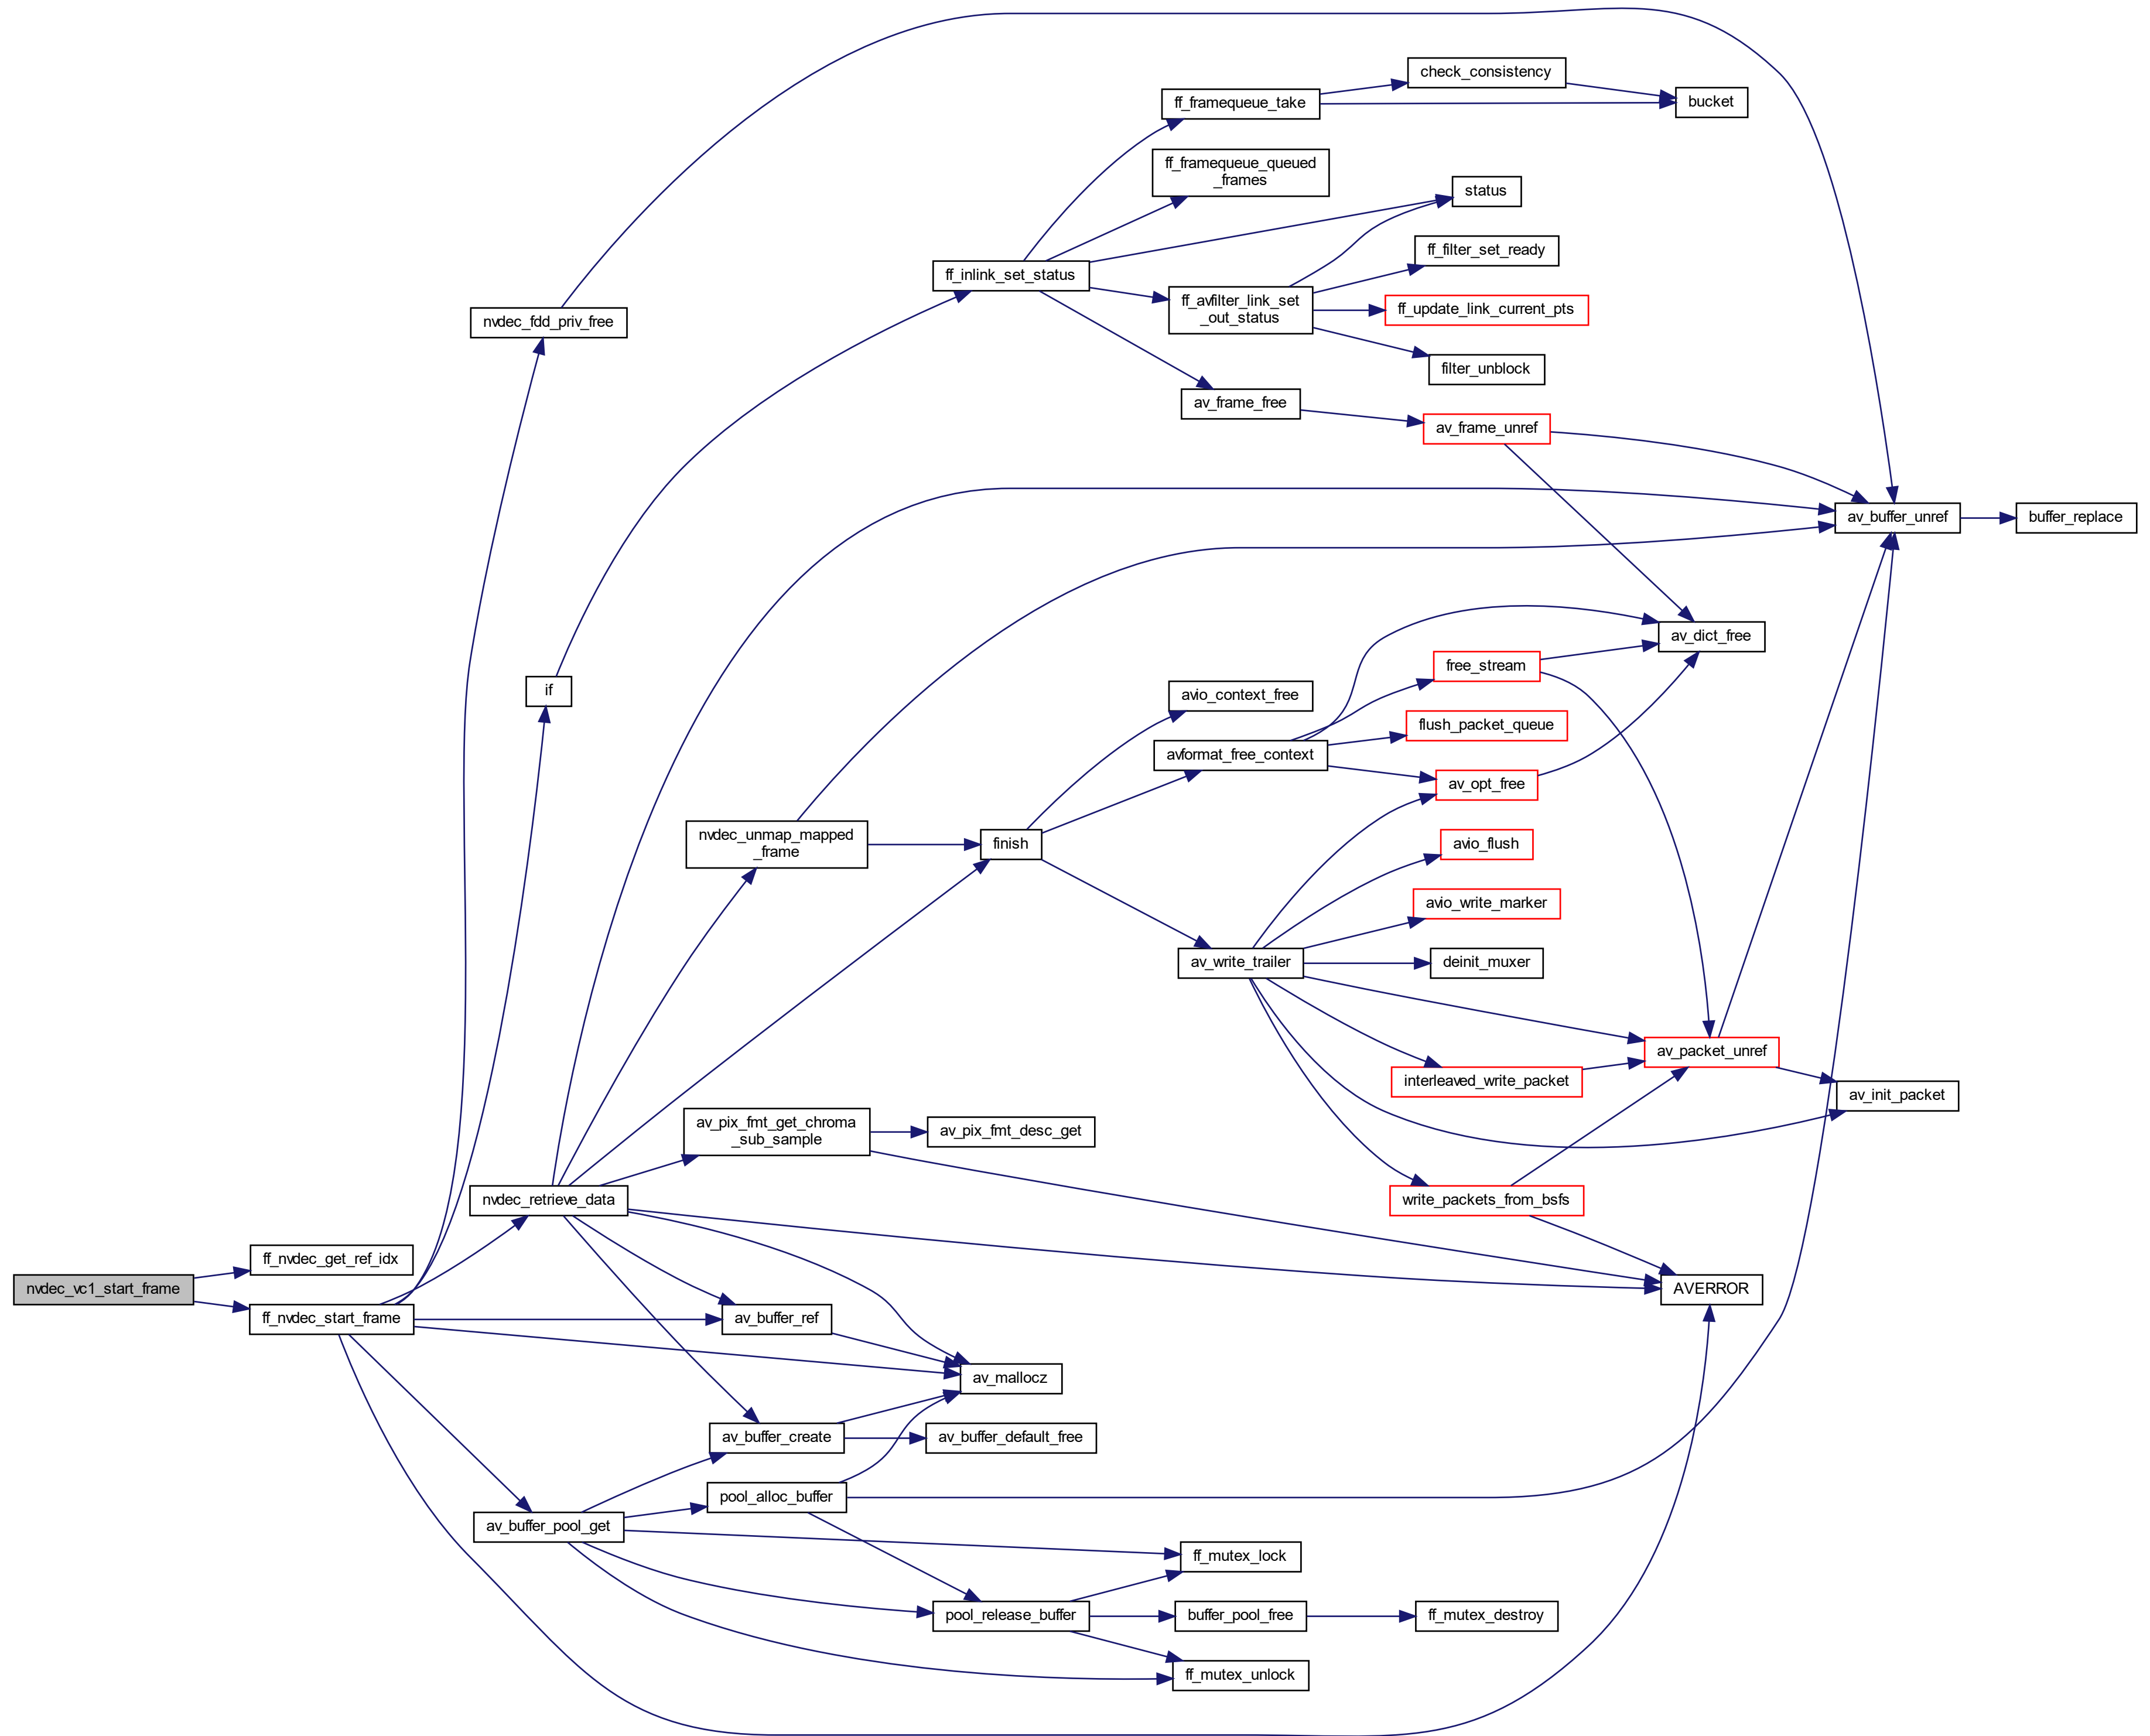 check_consistency
ff_framequeue_take
bucket
ff_framequeue_queued
_frames
status
ff_filter_set_ready
ff_inlink_set_status
ff_avfilter_link_set
_out_status
ff_update_link_current_pts
nvdec_fdd_priv_free
filter_unblock
av_frame_free
av_frame_unref
av_buffer_unref
buffer_replace
av_dict_free
free_stream
if
avio_context_free
flush_packet_queue
avformat_free_context
av_opt_free
nvdec_unmap_mapped
_frame
finish
avio_flush
avio_write_marker
av_write_trailer
deinit_muxer
av_packet_unref
interleaved_write_packet
av_init_packet
av_pix_fmt_get_chroma
_sub_sample
av_pix_fmt_desc_get
nvdec_retrieve_data
write_packets_from_bsfs
ff_nvdec_get_ref_idx
nvdec_vc1_start_frame
AVERROR
ff_nvdec_start_frame
av_buffer_ref
av_mallocz
av_buffer_create
av_buffer_default_free
pool_alloc_buffer
av_buffer_pool_get
ff_mutex_lock
pool_release_buffer
buffer_pool_free
ff_mutex_destroy
ff_mutex_unlock